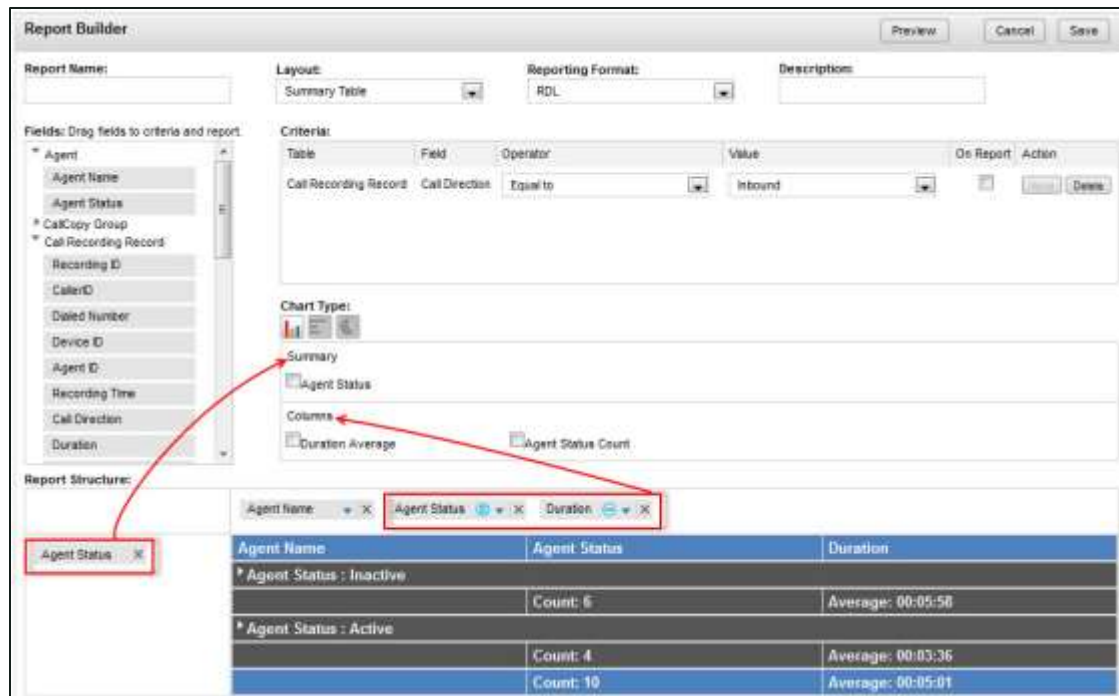 Report Builder
Preview
Cancel
Save
Report Name:
Layout:
Reporting Format:
Description:
Summary Table
RDL
Fields: Drag fields to criteria and report.
Criteria:
Agent
Agent Name
Agent Status
CallCopy Group
Call Recording Record
Recording ID
CallerID
Dialed Number
Device ID
Agent ID
Recording Time
Call Direction
Duration
Table Field Operator Value On Report Action
Call Recording Record Call Direction Equal to Inbound Delete
Chart Type:
Summary
Agent Status
Columns
Duration Average
Agent Status Count
Report Structure:
Agent Name x Agent Status x Duration x
Agent Status x
Agent Name Agent Status Duration
Agent Status : Inactive
Count: 6 Average: 00:05:58
Agent Status : Active
Count: 4 Average: 00:03:36
Count: 10 Average: 00:05:01